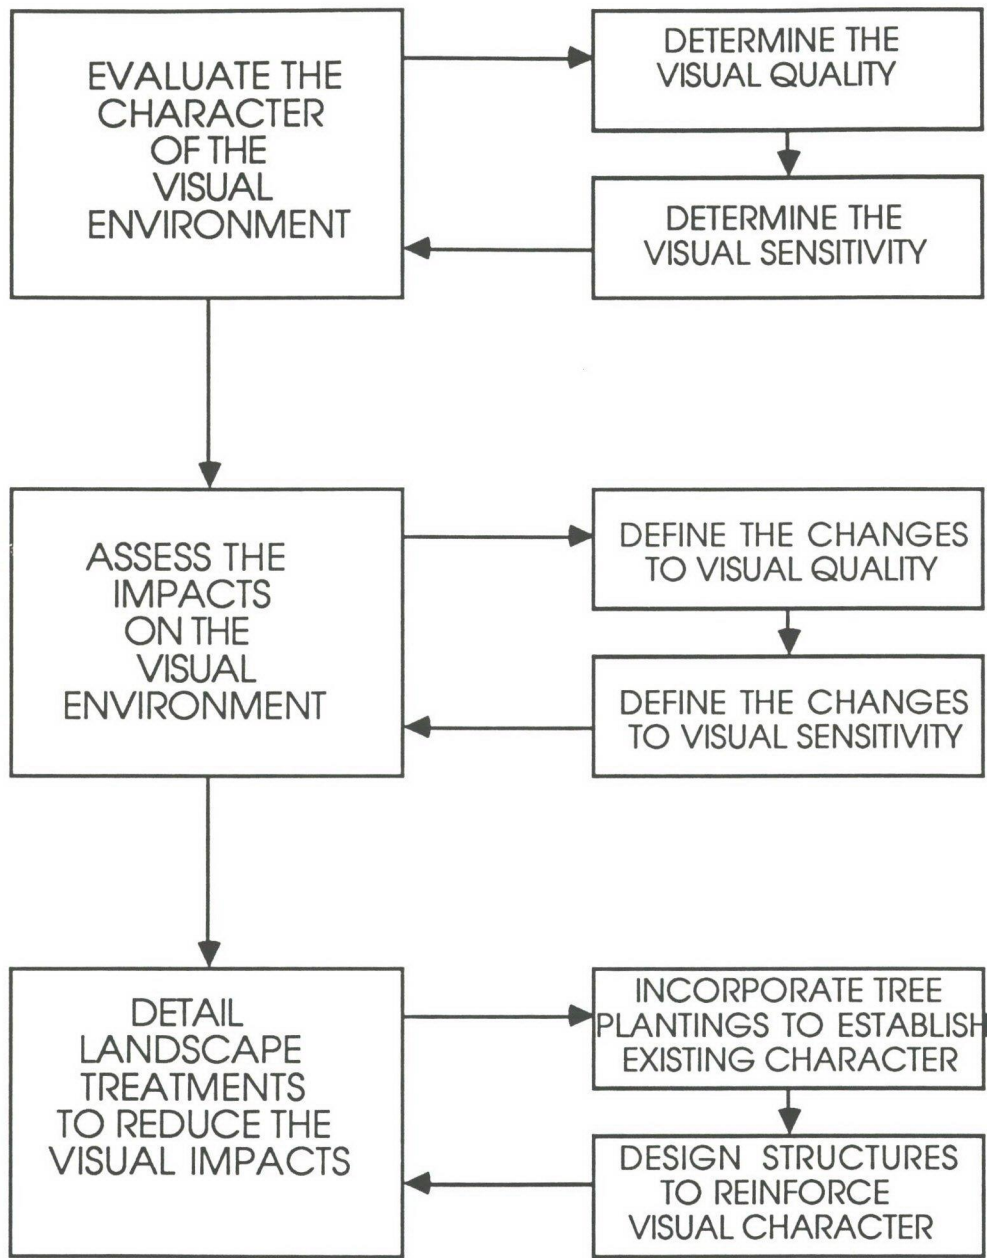 EVALUATE THE
CHARACTER
OF THE
VISUAL
ENVIRONMENT
DETERMINE THE
VISUAL QUALITY
DETERMINE THE
VISUAL SENSITIVITY
ASSESS THE
IMPACTS
ON THE
VISUAL
ENVIRONMENT
DEFINE THE CHANGES
TO VISUAL QUALITY
DEFINE THE CHANGES
TO VISUAL SENSITIVITY
DETAIL
LANDSCAPE
TREATMENTS
TO REDUCE THE
VISUAL IMPACTS
INCORPORATE TREE
PLANTINGS TO ESTABLISH
EXISTING CHARACTER
DESIGN STRUCTURES
TO REINFORCE
VISUAL CHARACTER